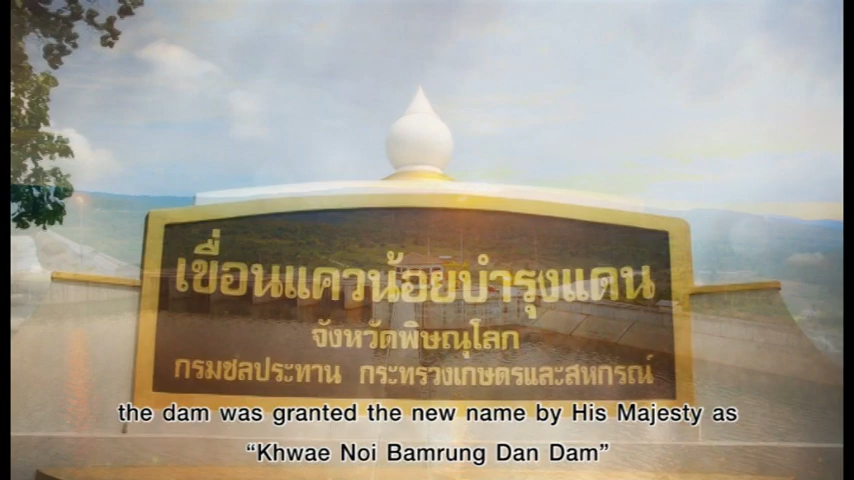 เขื่อนแควน้อยบำรุงแดน
จังหวัดพิษณุโลก
กรมชลประทาน กระทรวงเกษตรและสหกรณ์
the dam was granted the new name by His Majesty as
“Khwae Noi Bamrung Dan Dam”